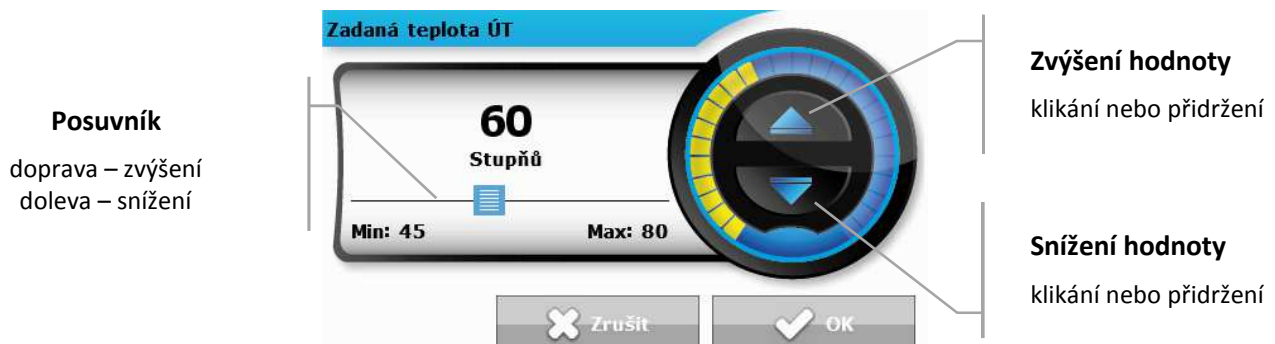 Zadaná teplota ÚT
Posuvník
doprava – zvýšení
doleva – snížení
60
Stupňů
Min: 45
Max: 80
Zvýšení hodnoty
klikání nebo přidržení
Snížení hodnoty
klikání nebo přidržení
Zrušit
OK